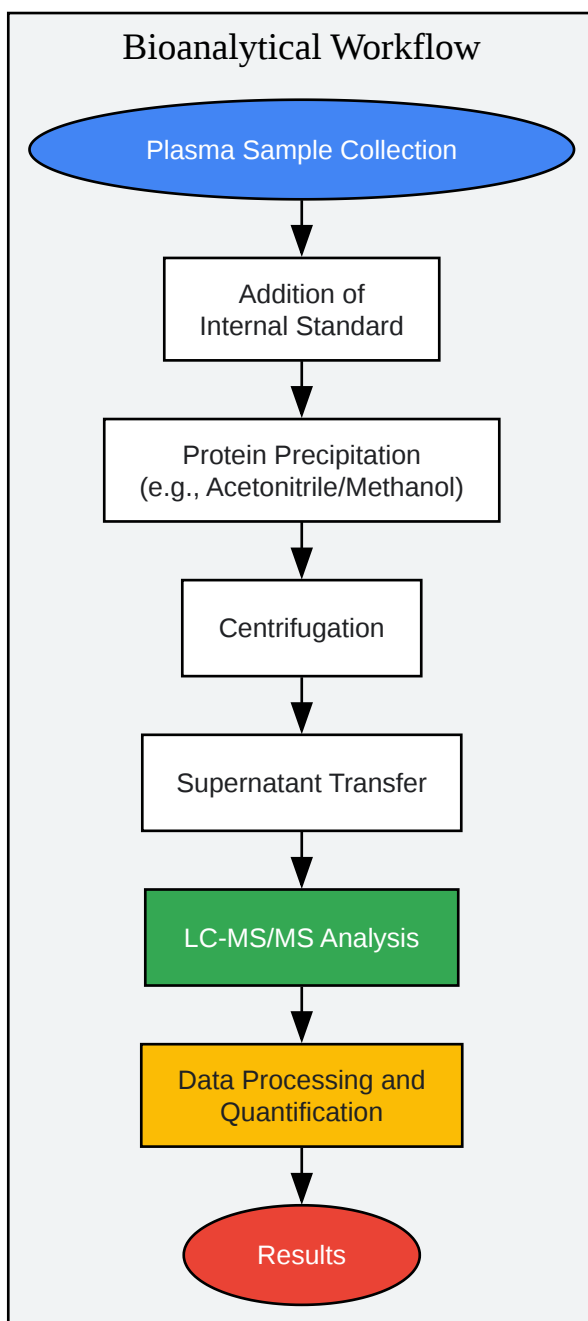 Bioanalytical Workflow
Plasma Sample Collection
Addition of
Internal Standard
Protein Precipitation
(e.g., Acetonitrile/Methanol)
Centrifugation
Supernatant Transfer
LC-MS/MS Analysis
Data Processing and
Quantification
Results